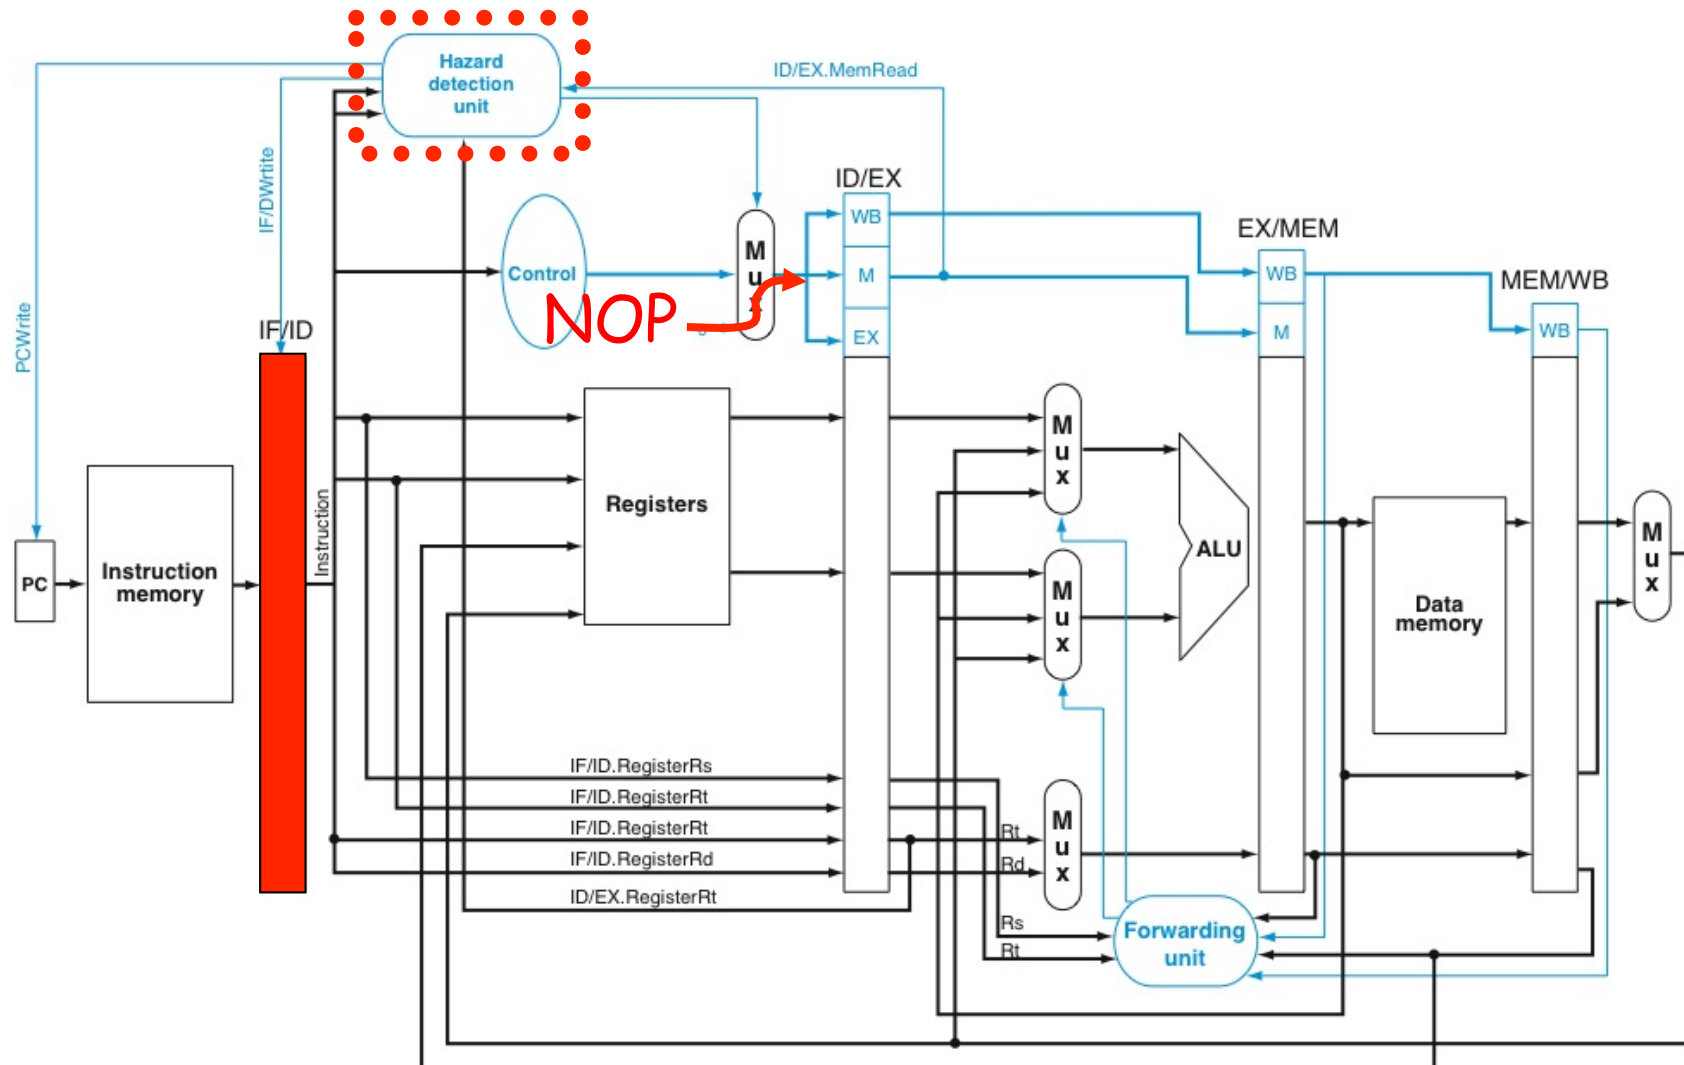 Hazard
detection
unit
ID/EX.MemRead
IF/DWrtite
PCWrite
ID/EX
WB
M
EX
EX/MEM
WB
M
MEM/WB
WB
Control
M
u
x
NOP
IF/ID
Instruction
PC
Instruction
memory
Registers
M
u
x
M
u
x
ALU
Data
memory
M
u
x
IF/ID.RegisterRs
IF/ID.RegisterRt
IF/ID.RegisterRt
IF/ID.RegisterRd
ID/EX.RegisterRt
Rt
Rd
M
u
x
Rs
Rt
Forwarding
unit